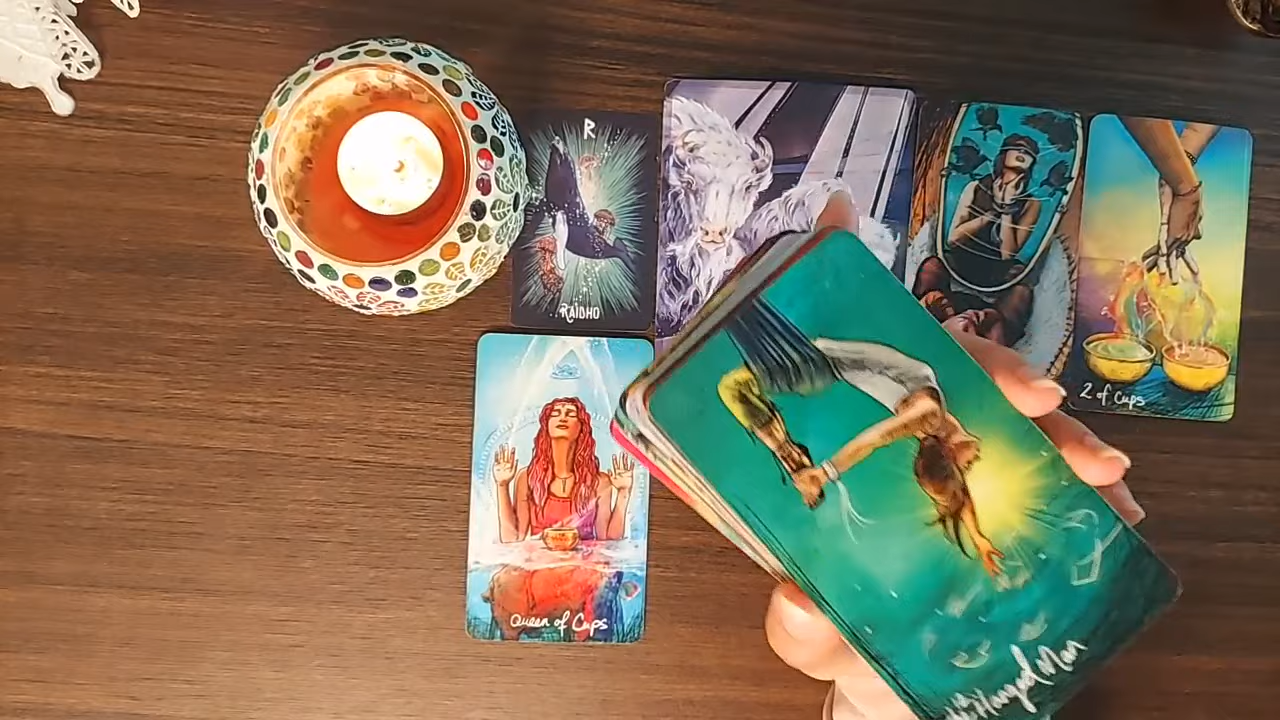 R
RAIDHO
2 of Cups
Queen of Cups
The Hanged Man